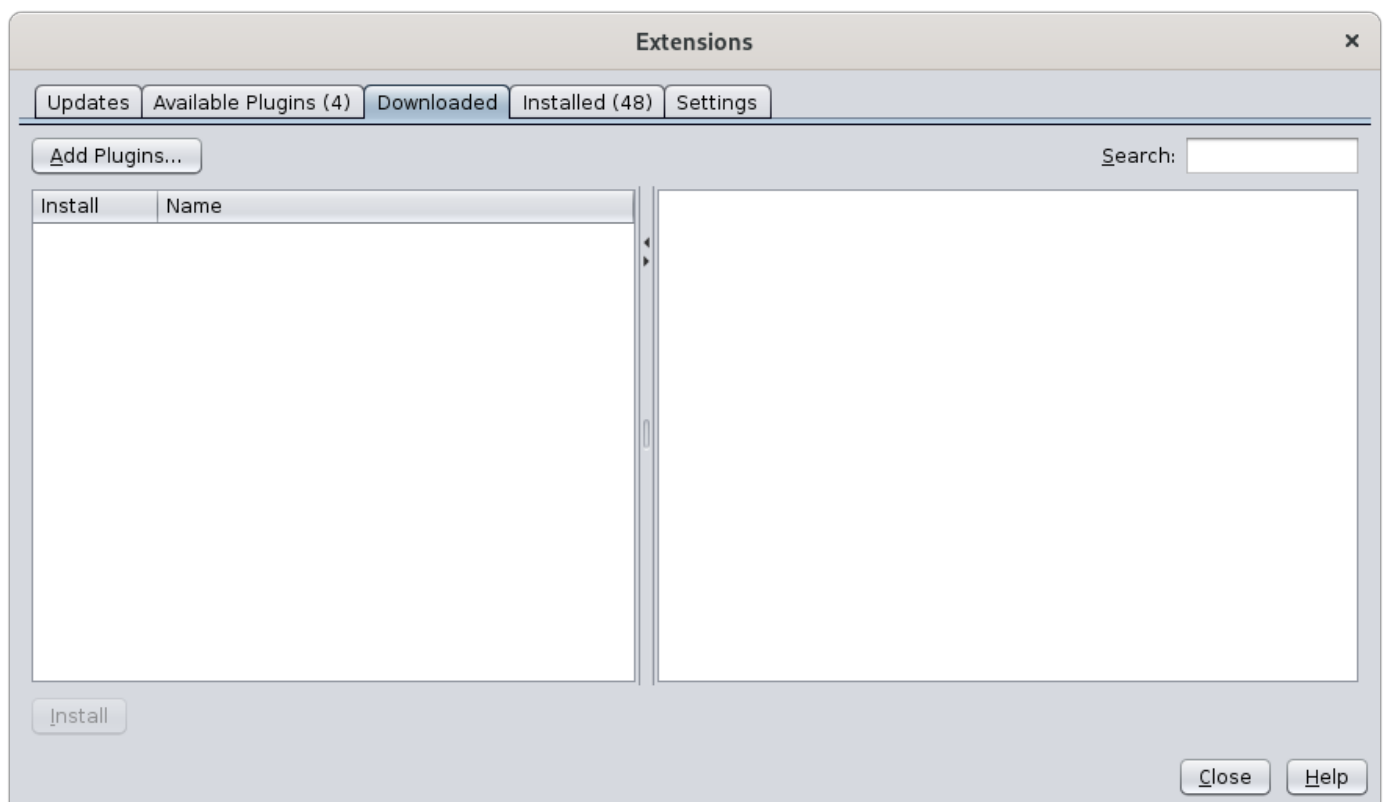 Extensions ×
Updates Available Plugins (4) Downloaded Installed (48) Settings
Add Plugins... Search:
Install Name
Install
Close Help